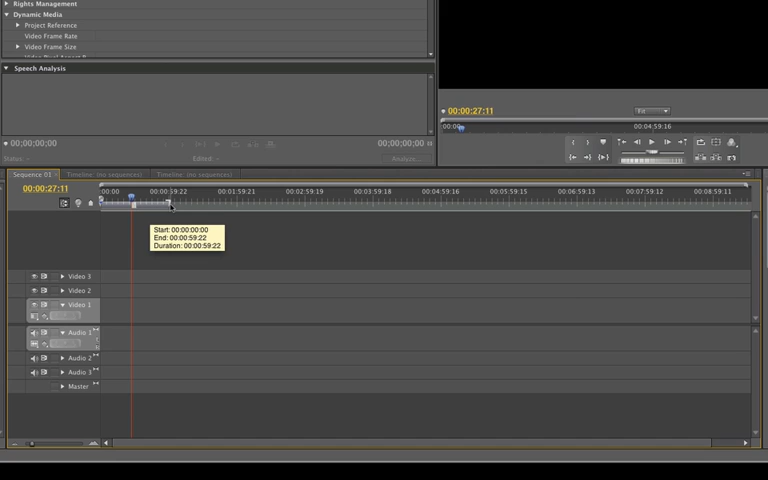 Rights Management
Dynamic Media
Project Reference
Video Frame Rate
Video Frame Size
Speech Analysis
00;00;00;00
00;00;00;00
Status:
Edited:
Analyze...
00:00:27:11
Fit
00:00
00:04:59:16
Sequence 01
Timeline: (no sequences)
Timeline: (no sequences)
00:00:27:11
00:00
00:00:59:22
00:01:59:21
00:02:59:19
00:03:59:18
00:04:59:16
00:05:59:15
00:06:59:13
00:07:59:12
00:08:59:11
Start: 00:00:00:00
End: 00:00:59:22
Duration: 00:00:59:22
Video 3
Video 2
Video 1
Audio 1
Audio 2
Audio 3
Master